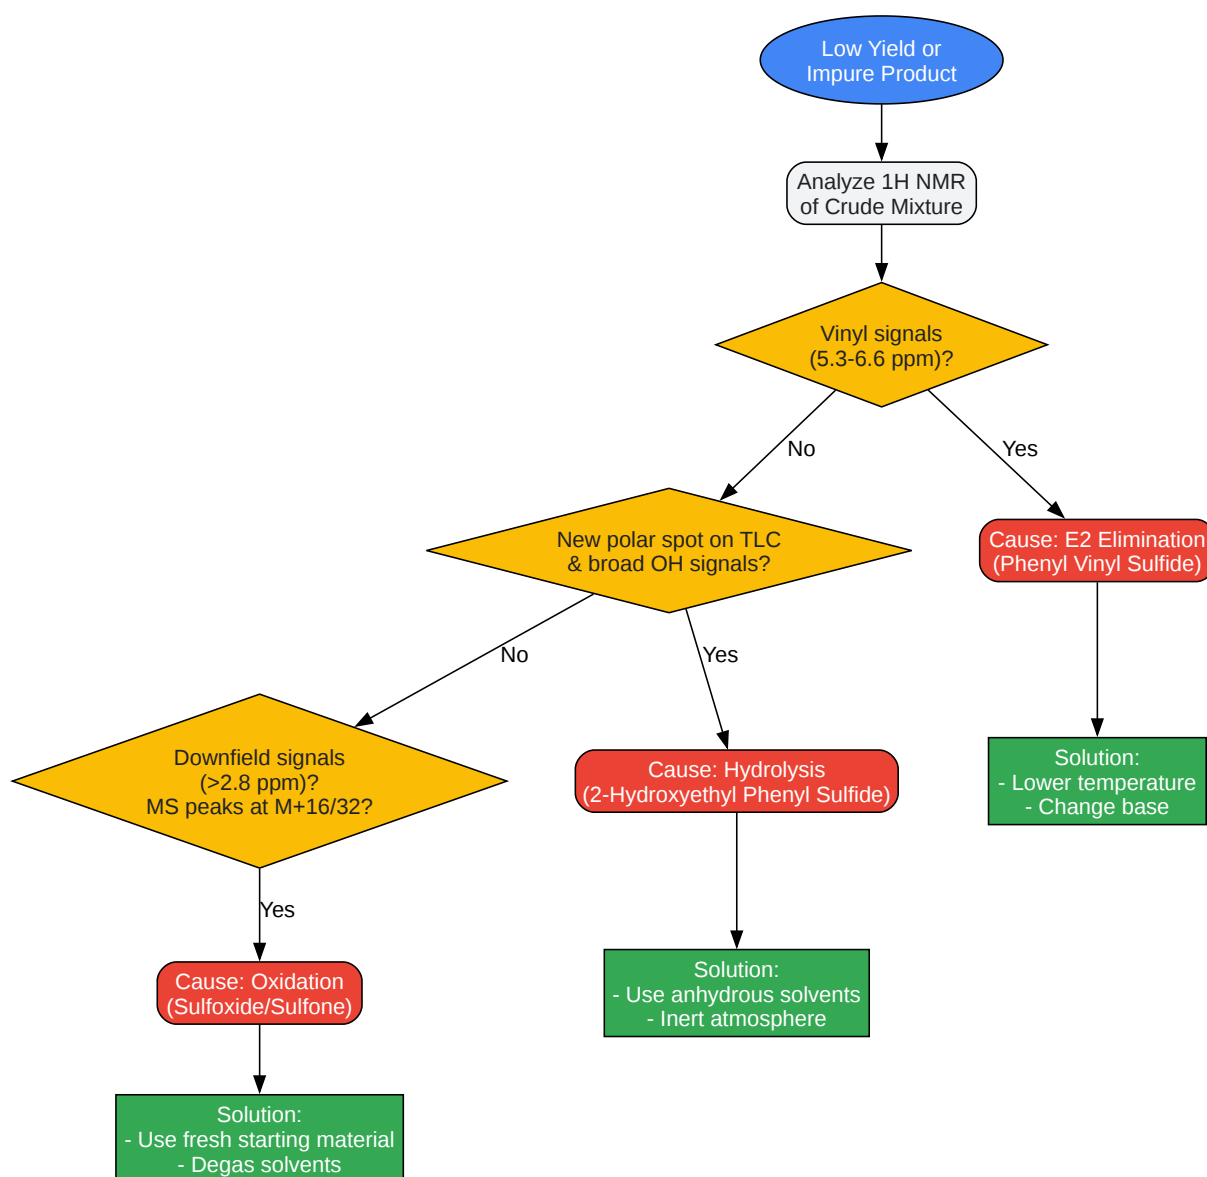 Low Yield or
Impure Product
Analyze 1H NMR
of Crude Mixture
Vinyl signals
(5.3-6.6 ppm)?
No
Yes
New polar spot on TLC
& broad OH signals?
Cause: E2 Elimination
(Phenyl Vinyl Sulfide)
No
Yes
Downfield signals
(>2.8 ppm)?
MS peaks at M+16/32?
Cause: Hydrolysis
(2-Hydroxyethyl Phenyl Sulfide)
Solution:
- Lower temperature
- Change base
Yes
Cause: Oxidation
(Sulfoxide/Sulfone)
Solution:
- Use anhydrous solvents
- Inert atmosphere
Solution:
- Use fresh starting material
- Degas solvents